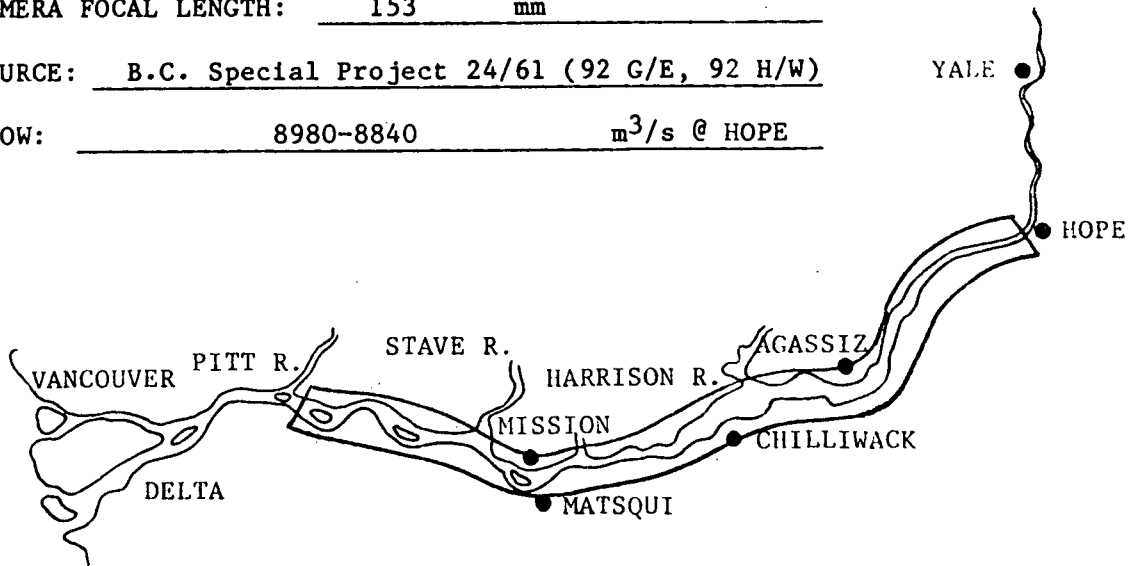 MERA FOCAL LENGTH: 153 mm
URCE: B.C. Special Project 24/61 (92 G/E, 92 H/W)
OW: 8980-8840 m³/s @ HOPE
YALE
HOPE
AGASSIZ
STAVE R.
PITT R.
VANCOUVER
HARRISON R.
MISSION
CHILLIWACK
DELTA
MATSQUI